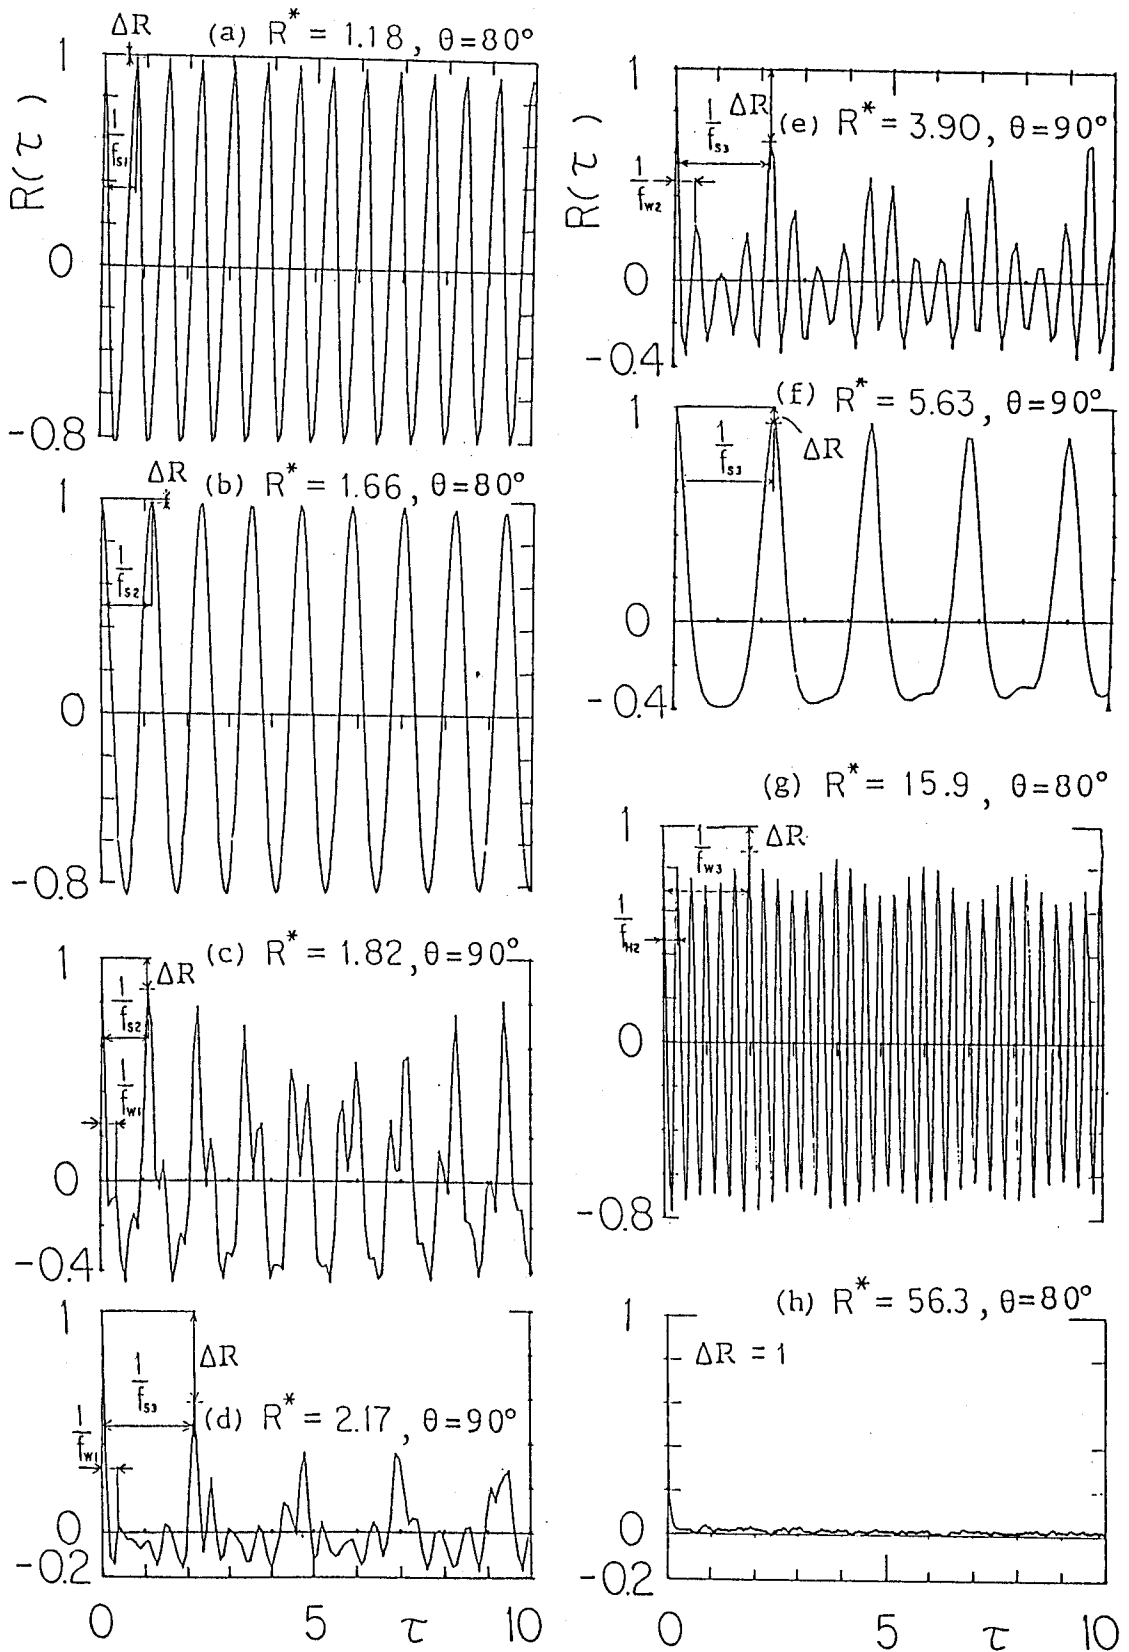 ΔR
(a) R* = 1.18, θ=80°
1
R(τ)
1/fS1
0
-0.8
ΔR
(b) R* = 1.66, θ=80°
1
1/fS2
0
-0.8
(c) R* = 1.82, θ=90°
1
ΔR
1/fS2
1/fW1
0
-0.4
1
ΔR
1/fS3
(d) R* = 2.17, θ=90°
1/fW1
0
-0.2
0 5 τ 10
1
ΔR
(e) R* = 3.90, θ=90°
R(τ)
1/fS3
1/fW2
0
-0.4
(f) R* = 5.63, θ=90°
1
1/fS3
ΔR
0
-0.4
(g) R* = 15.9, θ=80°
1
1/fW3
ΔR
1/fH2
0
-0.8
(h) R* = 56.3, θ=80°
1
ΔR = 1
0
-0.2
0 5 τ 10